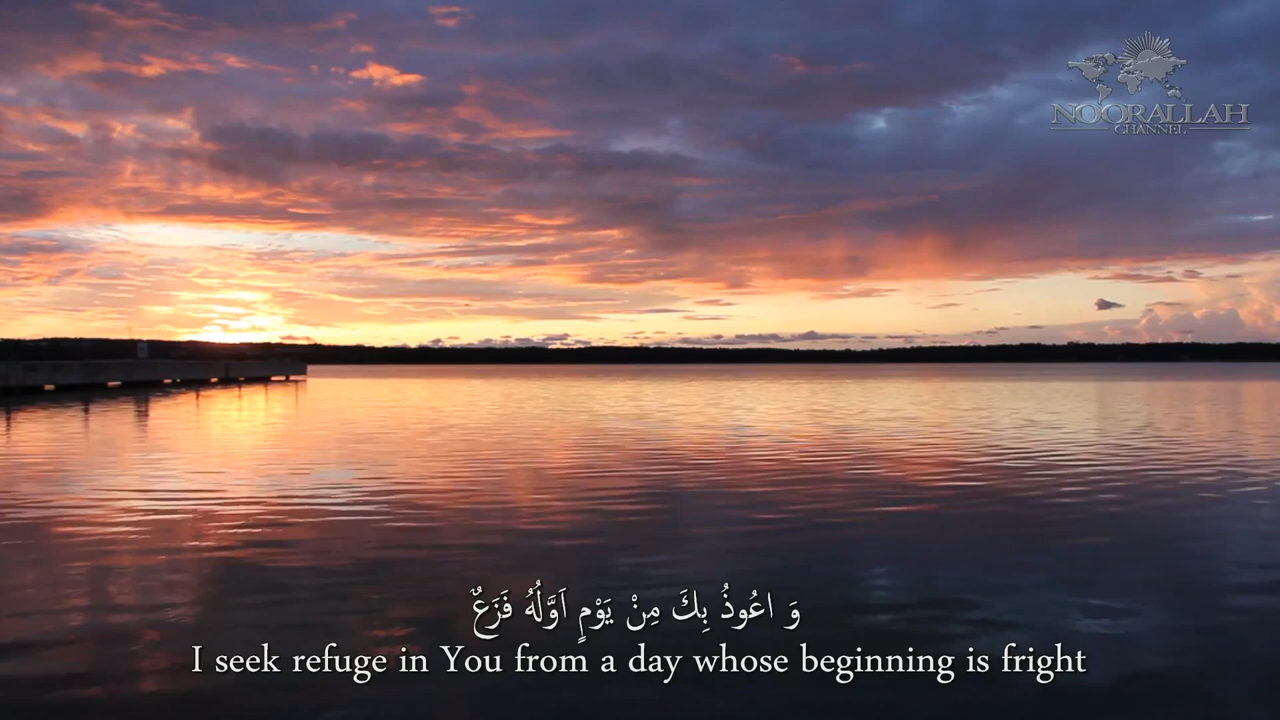 NOORALLAH
CHANNEL
وَ اعُوذُ بِكَ مِنْ يَوْمٍ اَوَّلُهُ فَزَعٌ
I seek refuge in You from a day whose beginning is fright